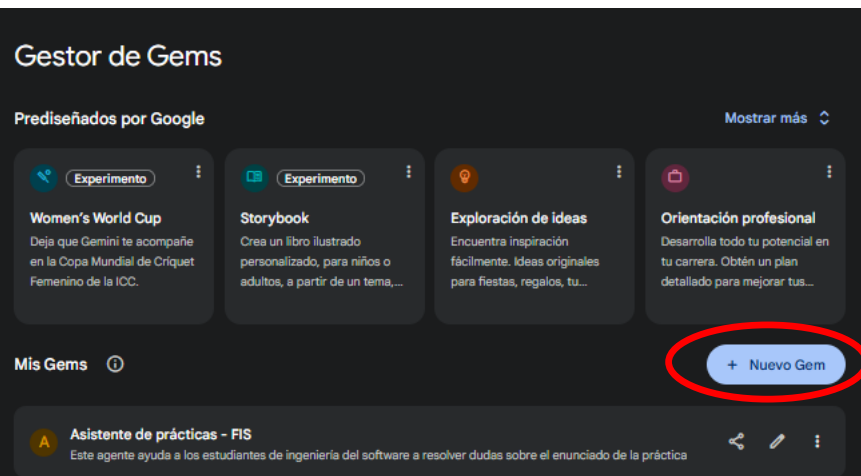 Gestor de Gems
Prediseñados por Google
Mostrar más
Experimento
Women's World Cup
Deja que Gemini te acompañe
en la Copa Mundial de Críquet
Femenino de la ICC.
Experimento
Storybook
Crea un libro ilustrado
personalizado, para niños o
adultos, a partir de un tema,...
Exploración de ideas
Encuentra inspiración
fácilmente. Ideas originales
para fiestas, regalos, tu...
Orientación profesional
Desarrolla todo tu potencial en
tu carrera. Obtén un plan
detallado para mejorar tus...
Mis Gems
+ Nuevo Gem
A
Asistente de prácticas - FIS
Este agente ayuda a los estudiantes de ingeniería del software a resolver dudas sobre el enunciado de la práctica